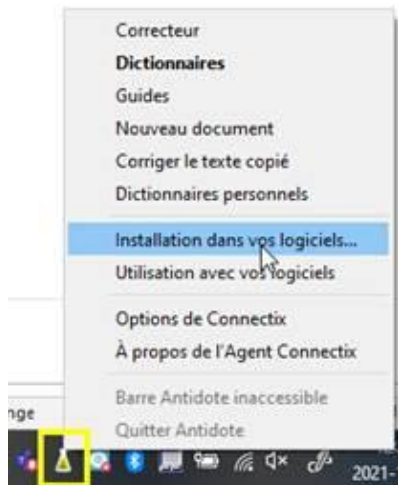 Correcteur
Dictionnaires
Guides
Nouveau document
Corriger le texte copié
Dictionnaires personnels
Installation dans vos logiciels...
Utilisation avec vos logiciels
Options de Connectix
À propos de l'Agent Connectix
Barre Antidote inaccessible
Quitter Antidote
nge
2021-